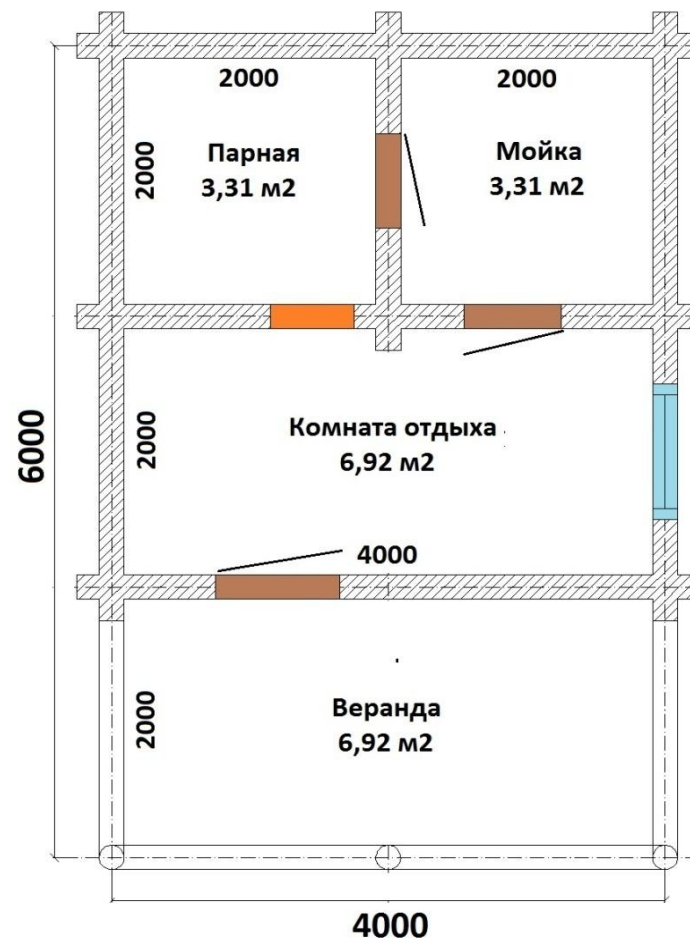 2000
2000
2000
Парная
3,31 м2
Мойка
3,31 м2
6000
2000
Комната отдыха
6,92 м2
4000
2000
Веранда
6,92 м2
4000